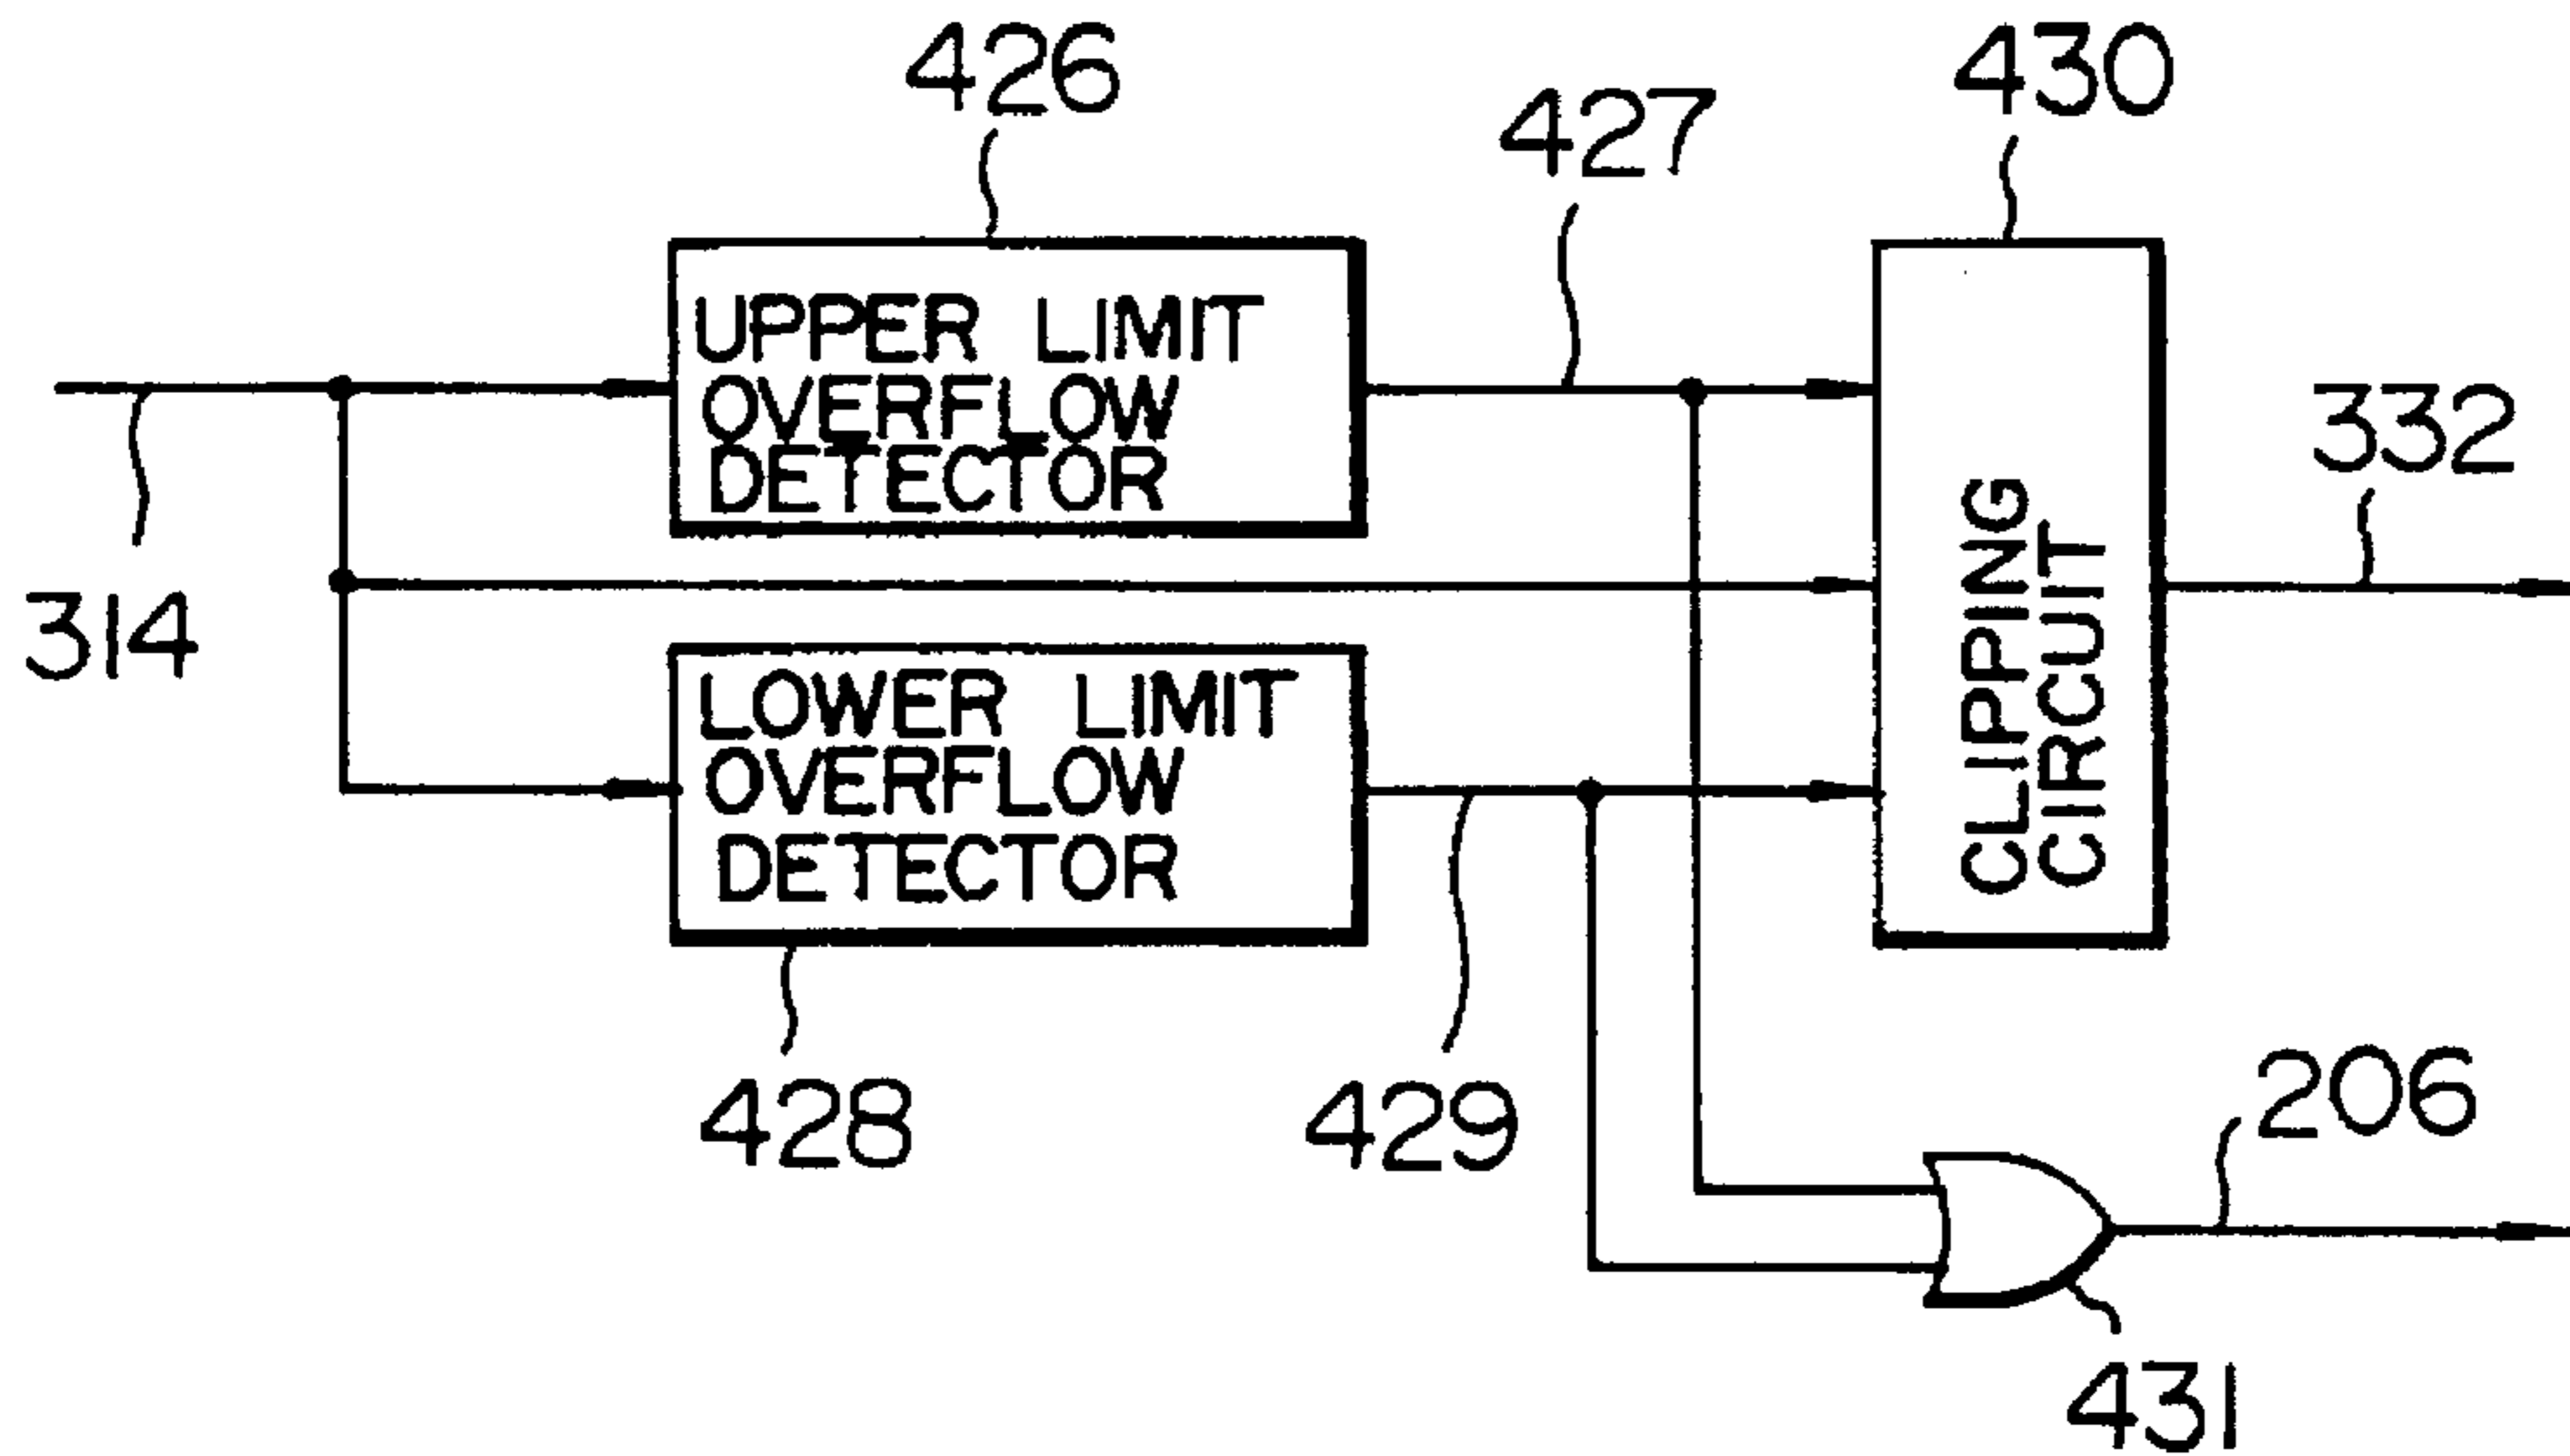 426
430
427
UPPER LIMIT
OVERFLOW
DETECTOR
332
314
LOWER LIMIT
OVERFLOW
DETECTOR
CLIPPING
CIRCUIT
428
429
206
431